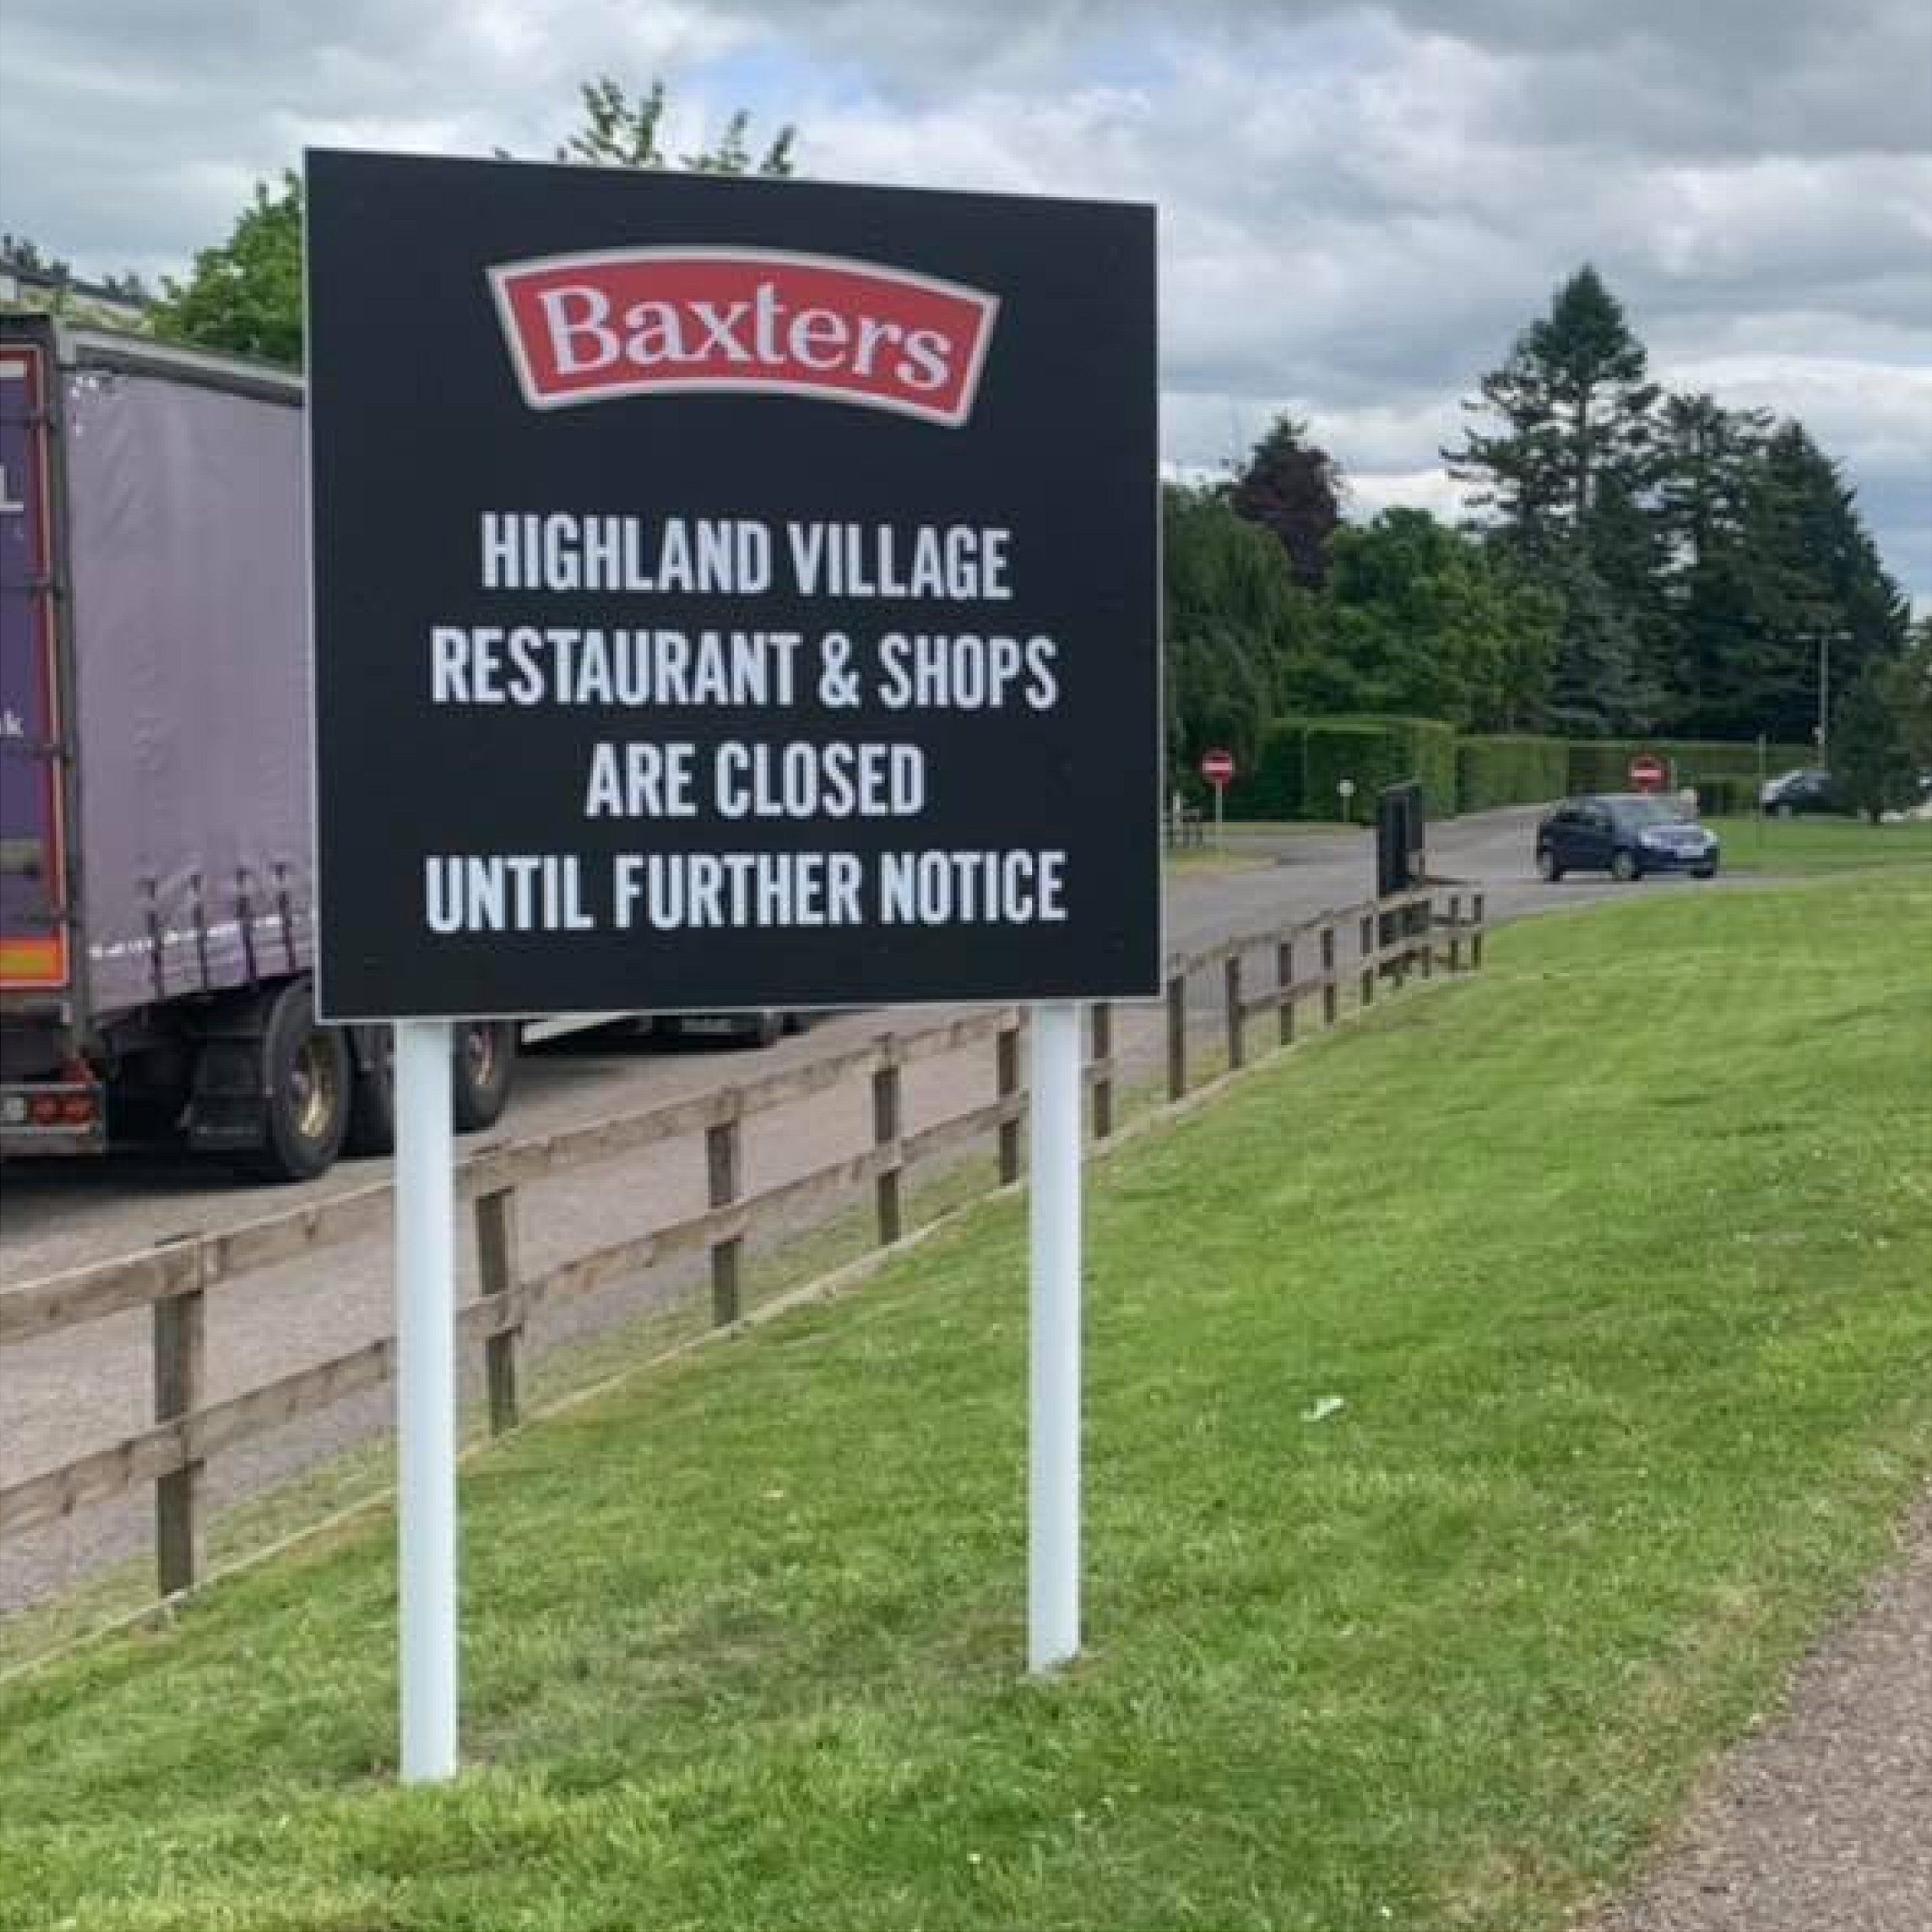 Baxters
HIGHLAND VILLAGE
RESTAURANT & SHOPS
ARE CLOSED
UNTIL FURTHER NOTICE
L